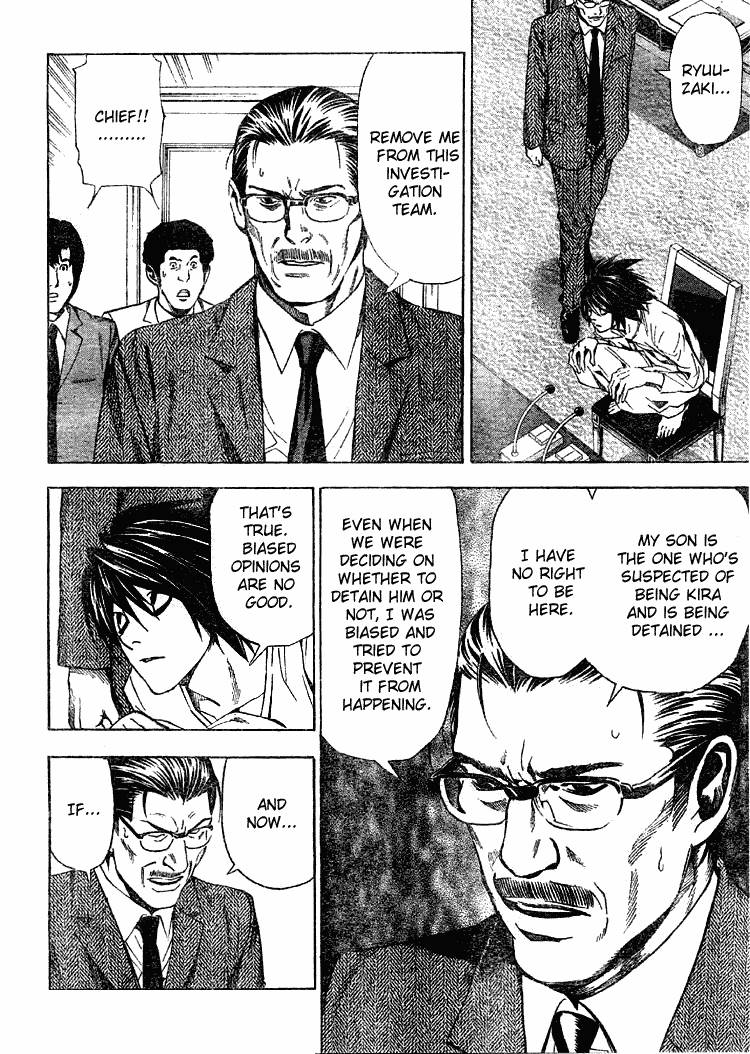 RYUU-
ZAKI...
REMOVE ME
FROM THIS
INVESTI-
GATION
TEAM.
CHIEF!!
.........
MY SON IS
THE ONE WHO'S
SUSPECTED OF
BEING KIRA
AND IS BEING
DETAINED ...
I HAVE
NO RIGHT
TO BE
HERE.
EVEN WHEN
WE WERE
DECIDING ON
WHETHER TO
DETAIN HIM OR
NOT, I WAS
BIASED AND
TRIED TO
PREVENT
IT FROM
HAPPENING.
THAT'S
TRUE.
BIASED
OPINIONS
ARE NO
GOOD.
AND
NOW...
IF...